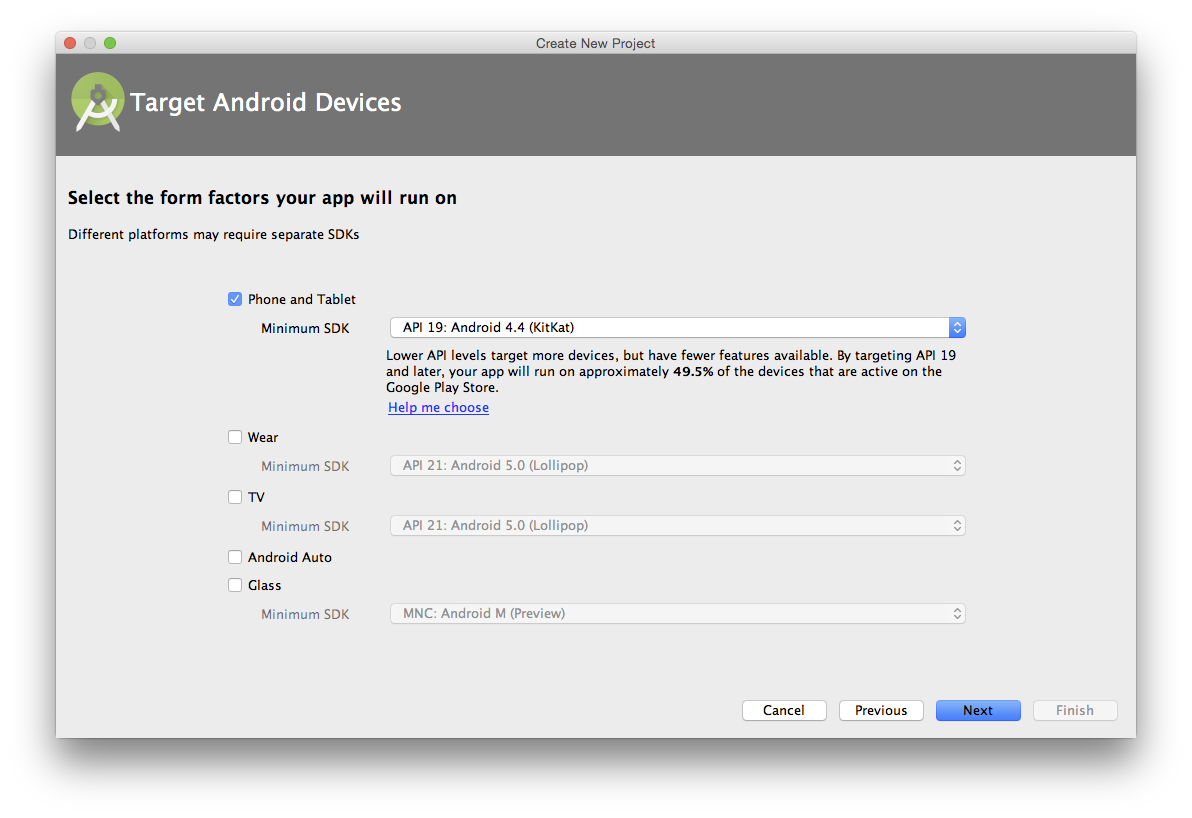 Create New Project
Target Android Devices
Select the form factors your app will run on
Different platforms may require separate SDKs
Phone and Tablet
Minimum SDK API 19: Android 4.4 (KitKat)
Lower API levels target more devices, but have fewer features available. By targeting API 19
and later, your app will run on approximately 49.5% of the devices that are active on the
Google Play Store.
Help me choose
Wear
Minimum SDK API 21: Android 5.0 (Lollipop)
TV
Minimum SDK API 21: Android 5.0 (Lollipop)
Android Auto
Glass
Minimum SDK MNC: Android M (Preview)
Cancel Previous Next Finish